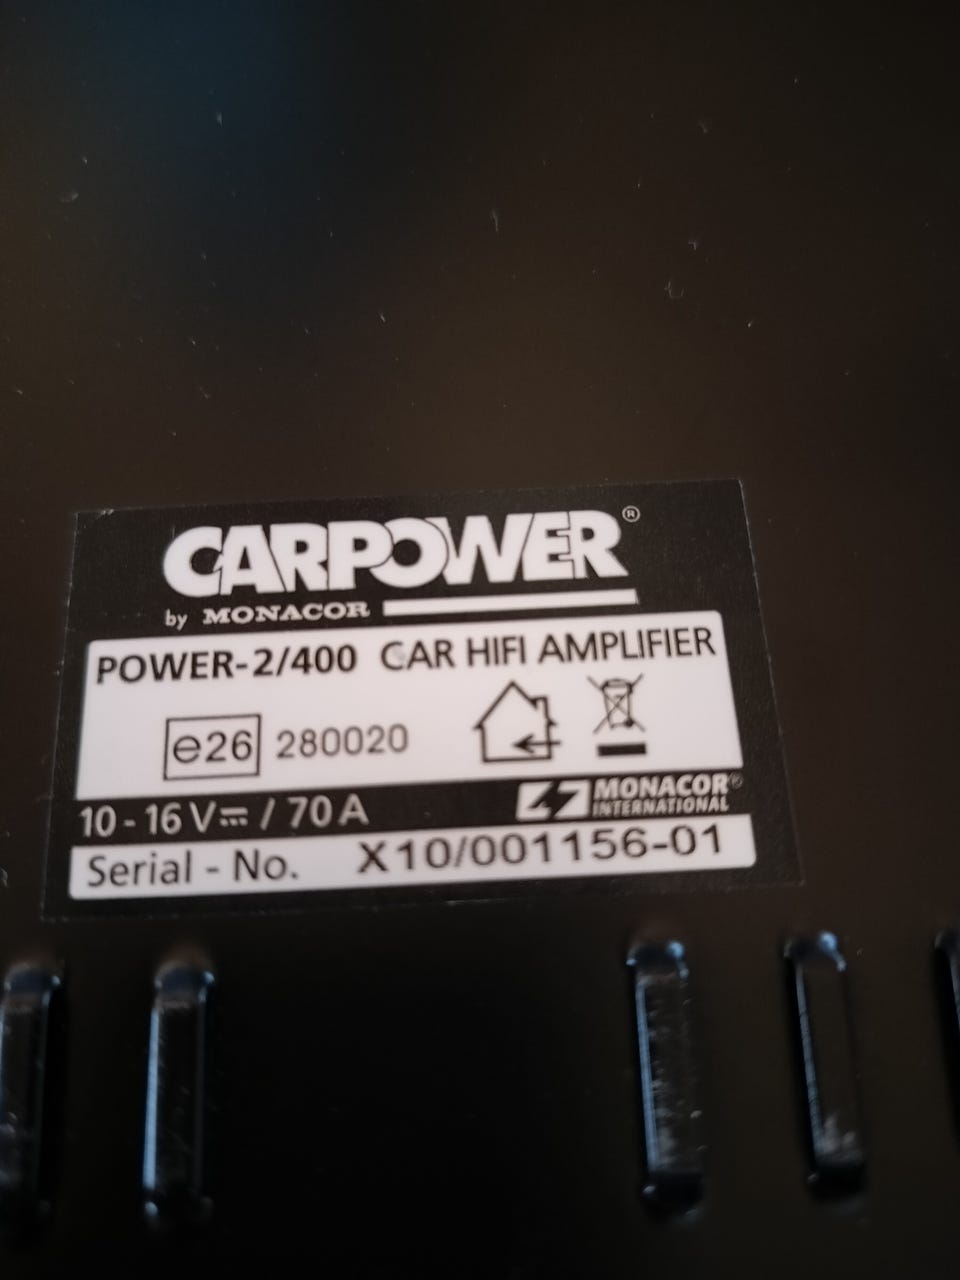 CARPOWER®
by MONACOR
POWER-2/400 CAR HIFI AMPLIFIER
e26 280020
10 - 16 V⎓ / 70 A
MONACOR®
INTERNATIONAL
Serial - No. X10/001156-01